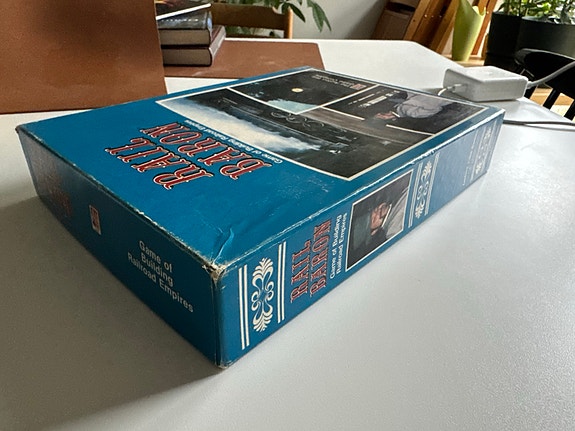 RAIL
BARON
Game of Building Railroad Empires
RAIL
BARON
Game of Building
Railroad Empires
Game of
Building
Railroad Empires